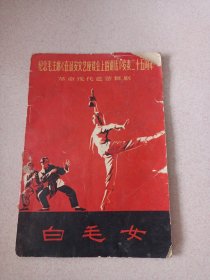 纪念毛主席《在延安文艺座谈会上的讲话》发表二十五周年
革命现代芭蕾舞剧
白毛女